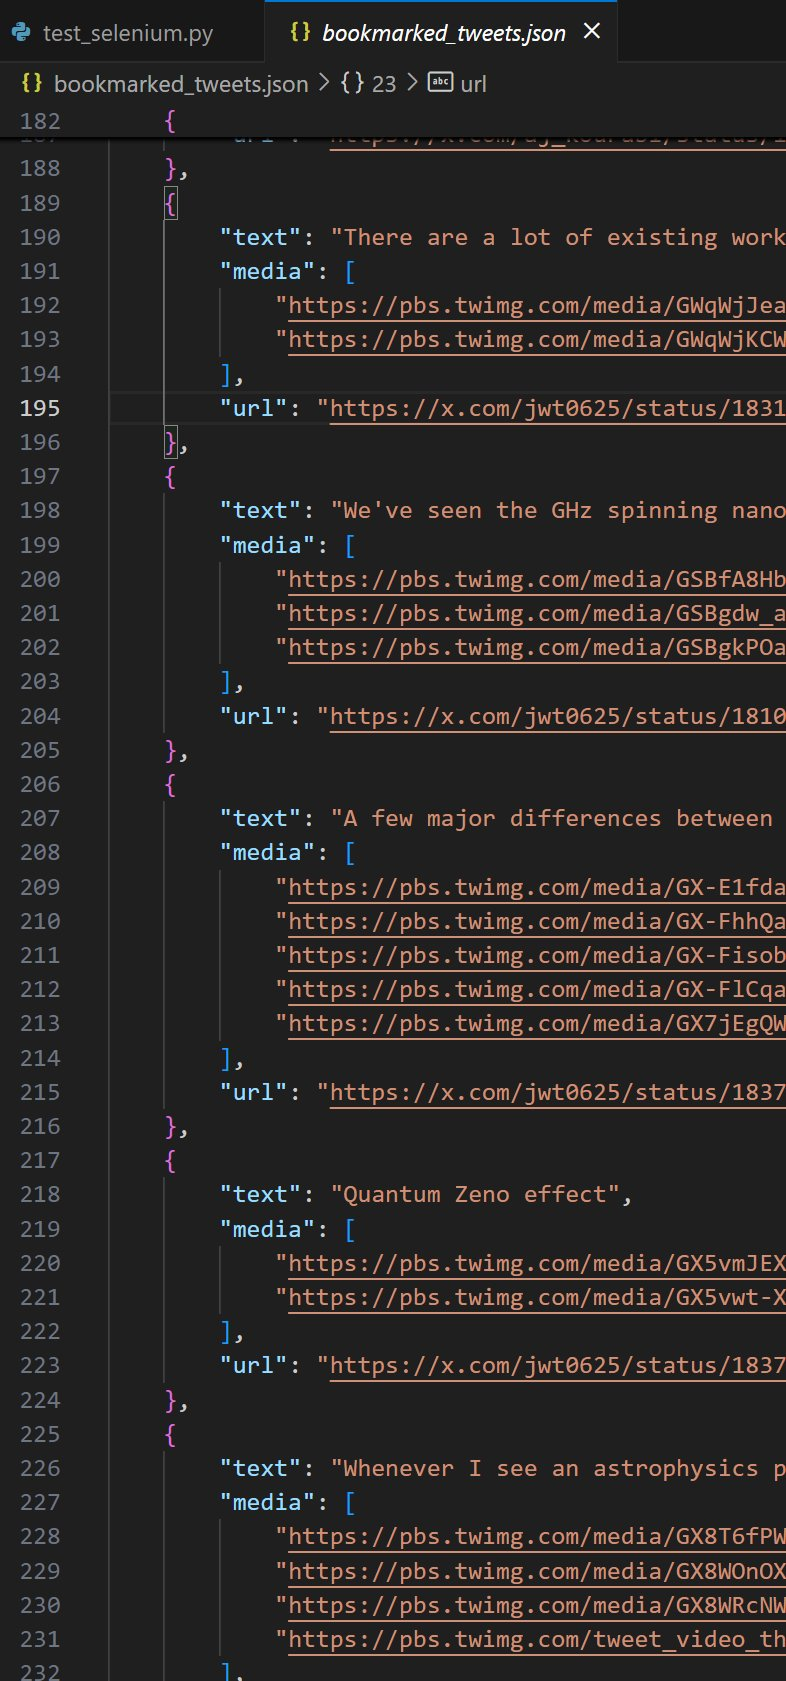 test_selenium.py
{} bookmarked_tweets.json ×
{} bookmarked_tweets.json > {} 23 > abc url
182 {
188 },
189 {
190 "text": "There are a lot of existing work
191 "media": [
192 "https://pbs.twimg.com/media/GWqWjJea
193 "https://pbs.twimg.com/media/GWqWjKCW
194 ],
195 "url": "https://x.com/jwt0625/status/1831
196 },
197 {
198 "text": "We've seen the GHz spinning nano
199 "media": [
200 "https://pbs.twimg.com/media/GSBfA8Hb
201 "https://pbs.twimg.com/media/GSBgdw_a
202 "https://pbs.twimg.com/media/GSBgkPOa
203 ],
204 "url": "https://x.com/jwt0625/status/1810
205 },
206 {
207 "text": "A few major differences between
208 "media": [
209 "https://pbs.twimg.com/media/GX-E1fda
210 "https://pbs.twimg.com/media/GX-FhhQa
211 "https://pbs.twimg.com/media/GX-Fisob
212 "https://pbs.twimg.com/media/GX-FlCqa
213 "https://pbs.twimg.com/media/GX7jEgQW
214 ],
215 "url": "https://x.com/jwt0625/status/1837
216 },
217 {
218 "text": "Quantum Zeno effect",
219 "media": [
220 "https://pbs.twimg.com/media/GX5vmJEX
221 "https://pbs.twimg.com/media/GX5vwt-X
222 ],
223 "url": "https://x.com/jwt0625/status/1837
224 },
225 {
226 "text": "Whenever I see an astrophysics p
227 "media": [
228 "https://pbs.twimg.com/media/GX8T6fPW
229 "https://pbs.twimg.com/media/GX8WOnOX
230 "https://pbs.twimg.com/media/GX8WRcNW
231 "https://pbs.twimg.com/tweet_video_th
232 ],